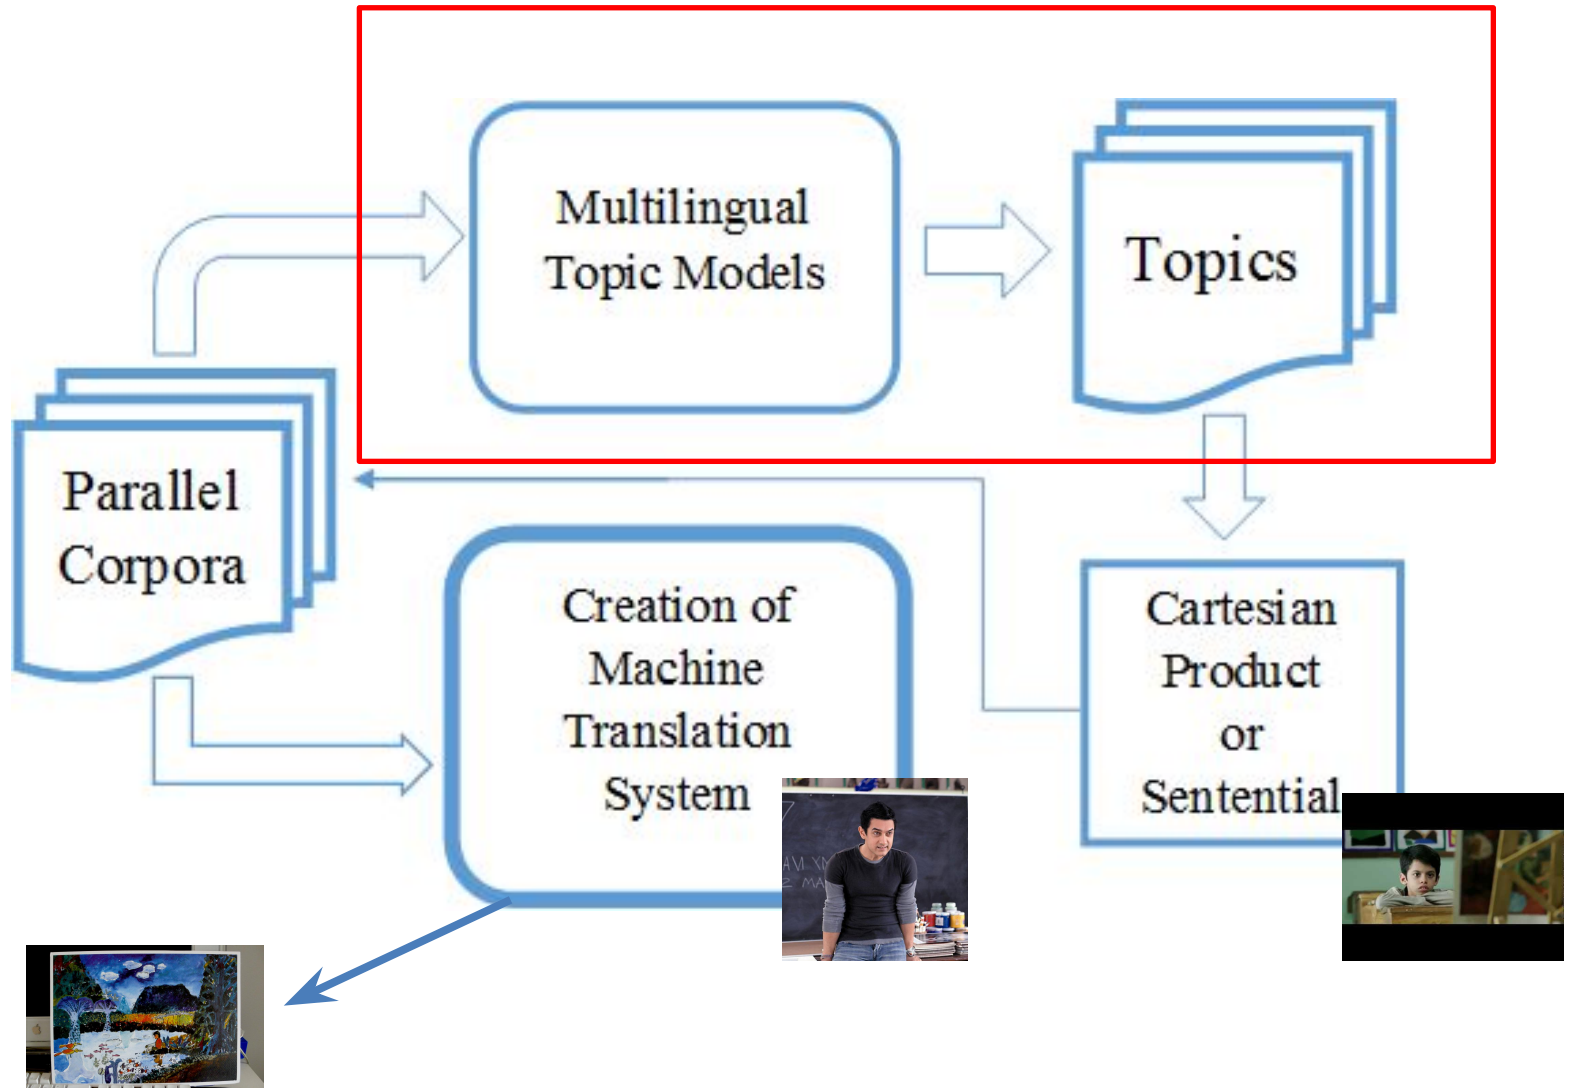 Multilingual
Topic Models
Topics
Parallel
Corpora
Creation of
Machine
Translation
System
Cartesian
Product
or
Sentential